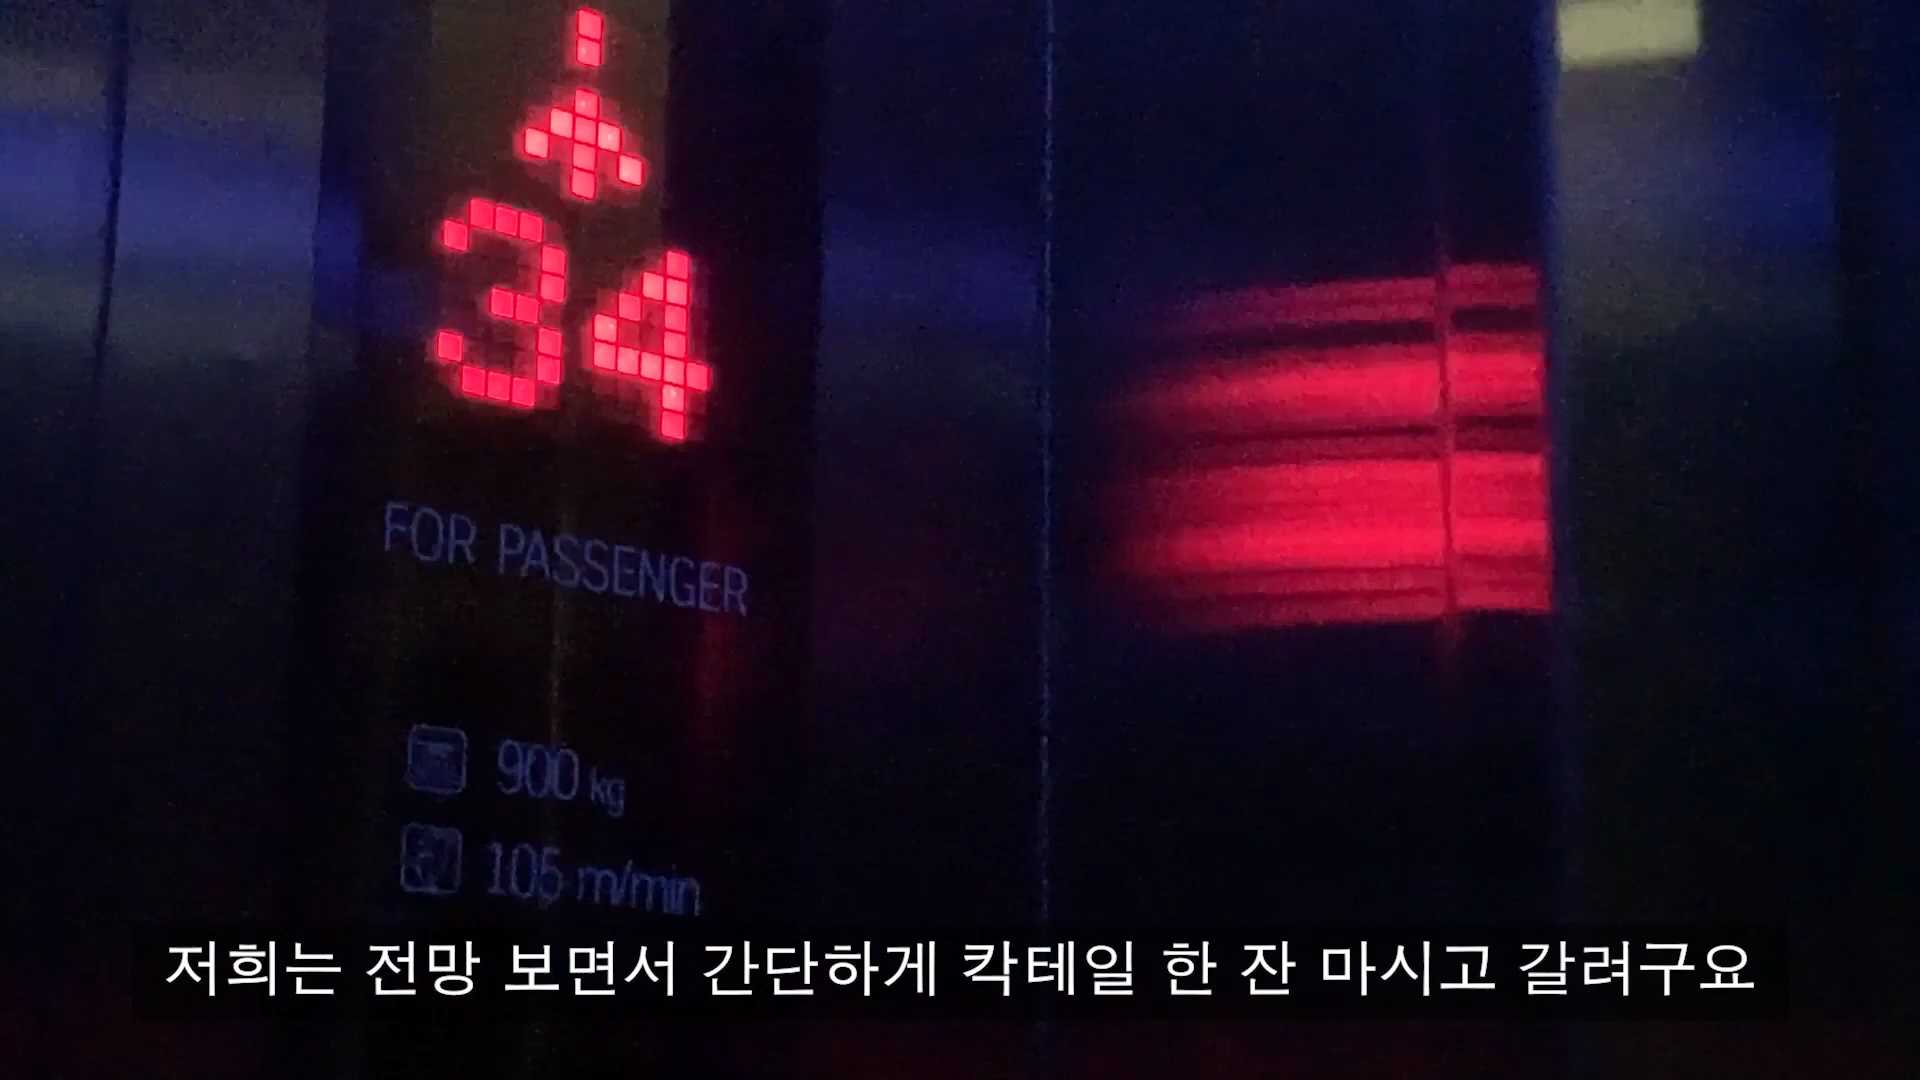 34
FOR PASSENGER
900 kg
105 m/min
저희는 전망 보면서 간단하게 칵테일 한 잔 마시고 갈려구요